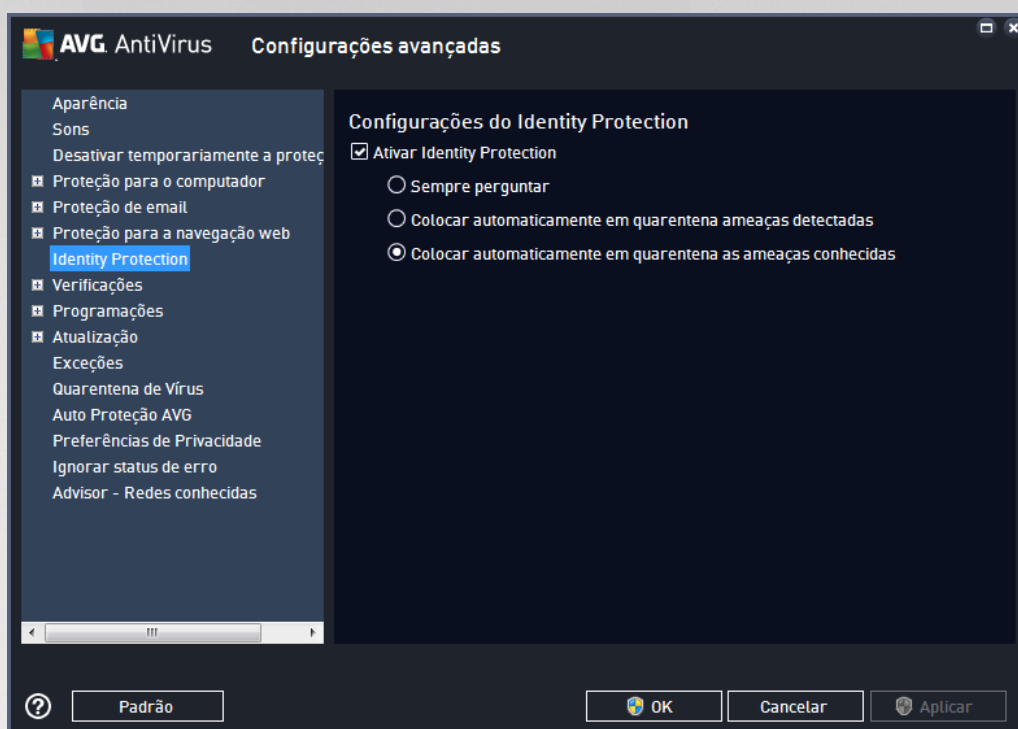 AVG. AntiVirus Configurações avançadas
Aparência
Sons
Desativar temporariamente a proteç
Proteção para o computador
Proteção de email
Proteção para a navegação web
Identity Protection
Verificações
Programações
Atualização
Exceções
Quarentena de Vírus
Auto Proteção AVG
Preferências de Privacidade
Ignorar status de erro
Advisor - Redes conhecidas
Configurações do Identity Protection
Ativar Identity Protection
Sempre perguntar
Colocar automaticamente em quarentena ameaças detectadas
Colocar automaticamente em quarentena as ameaças conhecidas
? Padrão OK Cancelar Aplicar